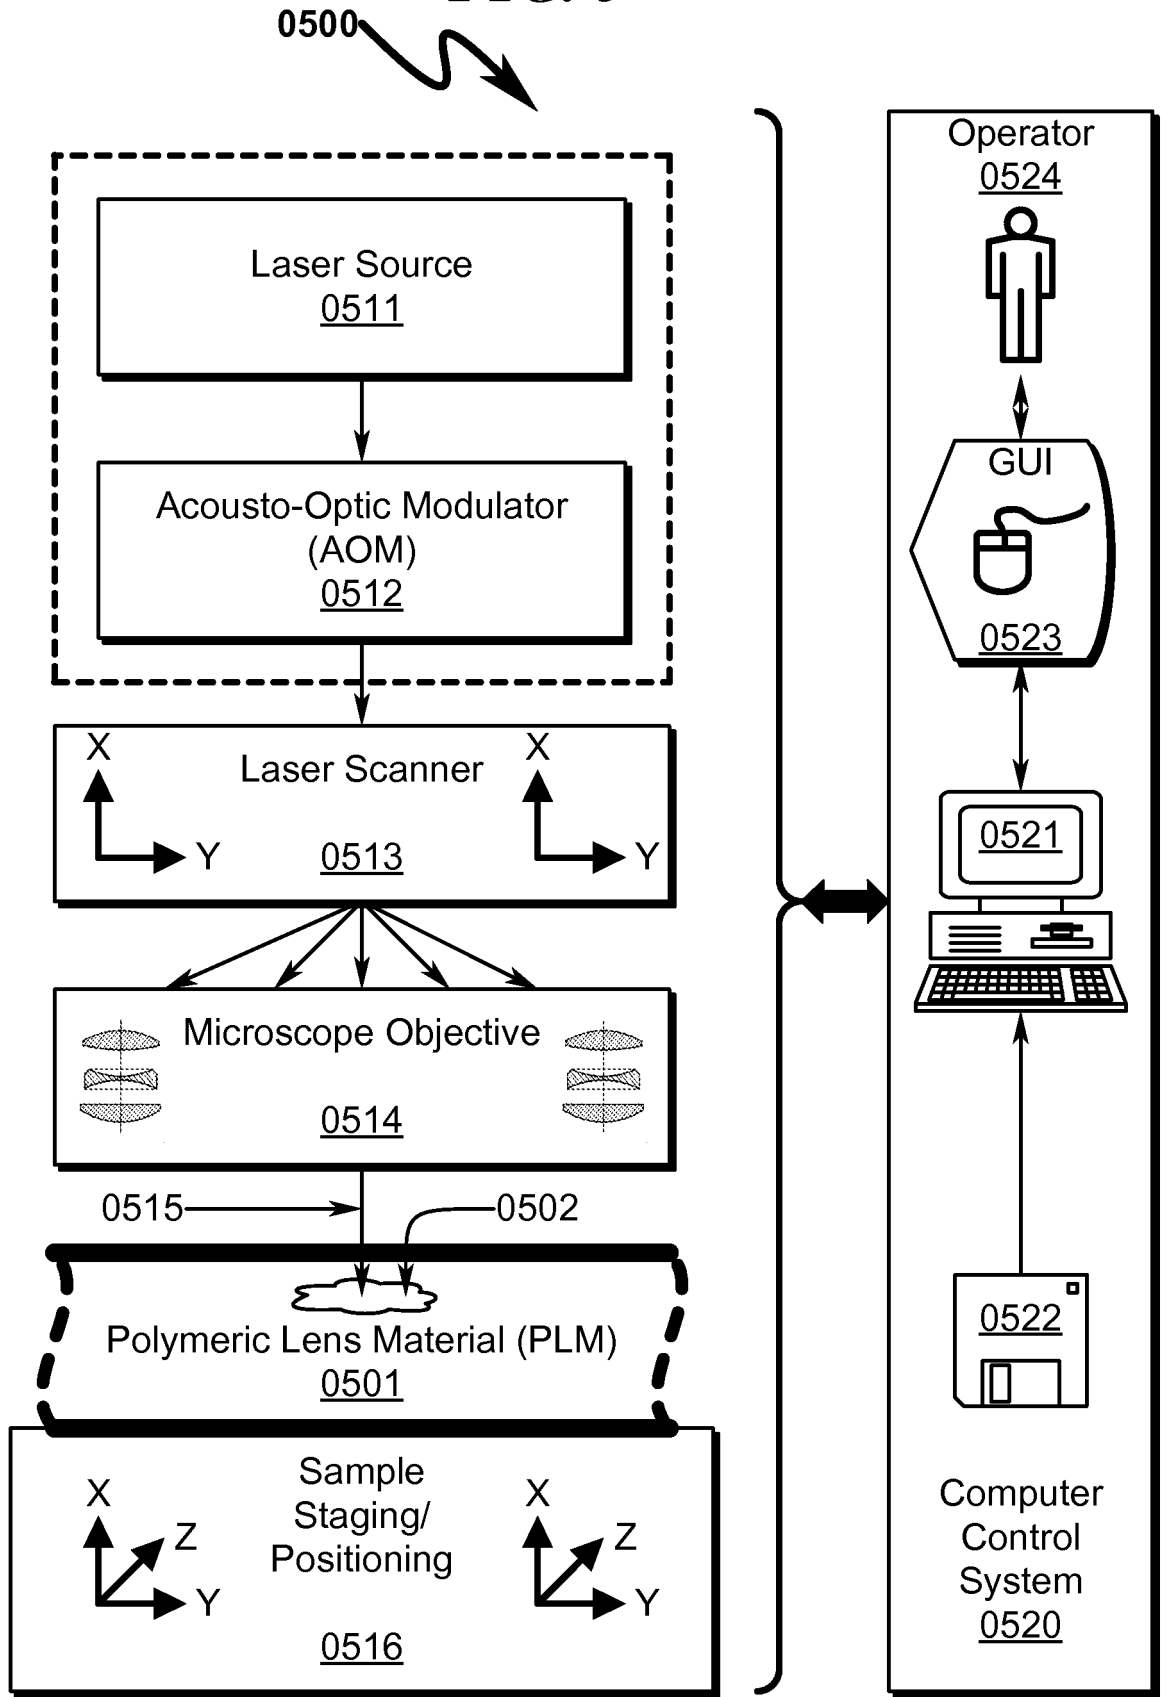 0500
Operator
0524
Laser Source
0511
GUI
Acousto-Optic Modulator
(AOM)
0512
0523
X
Y
Laser Scanner
0513
X
Y
0521
Microscope Objective
0514
0515
0502
0522
Polymeric Lens Material (PLM)
0501
X
Z
Y
Sample
Staging/
Positioning
0516
X
Z
Y
Computer
Control
System
0520